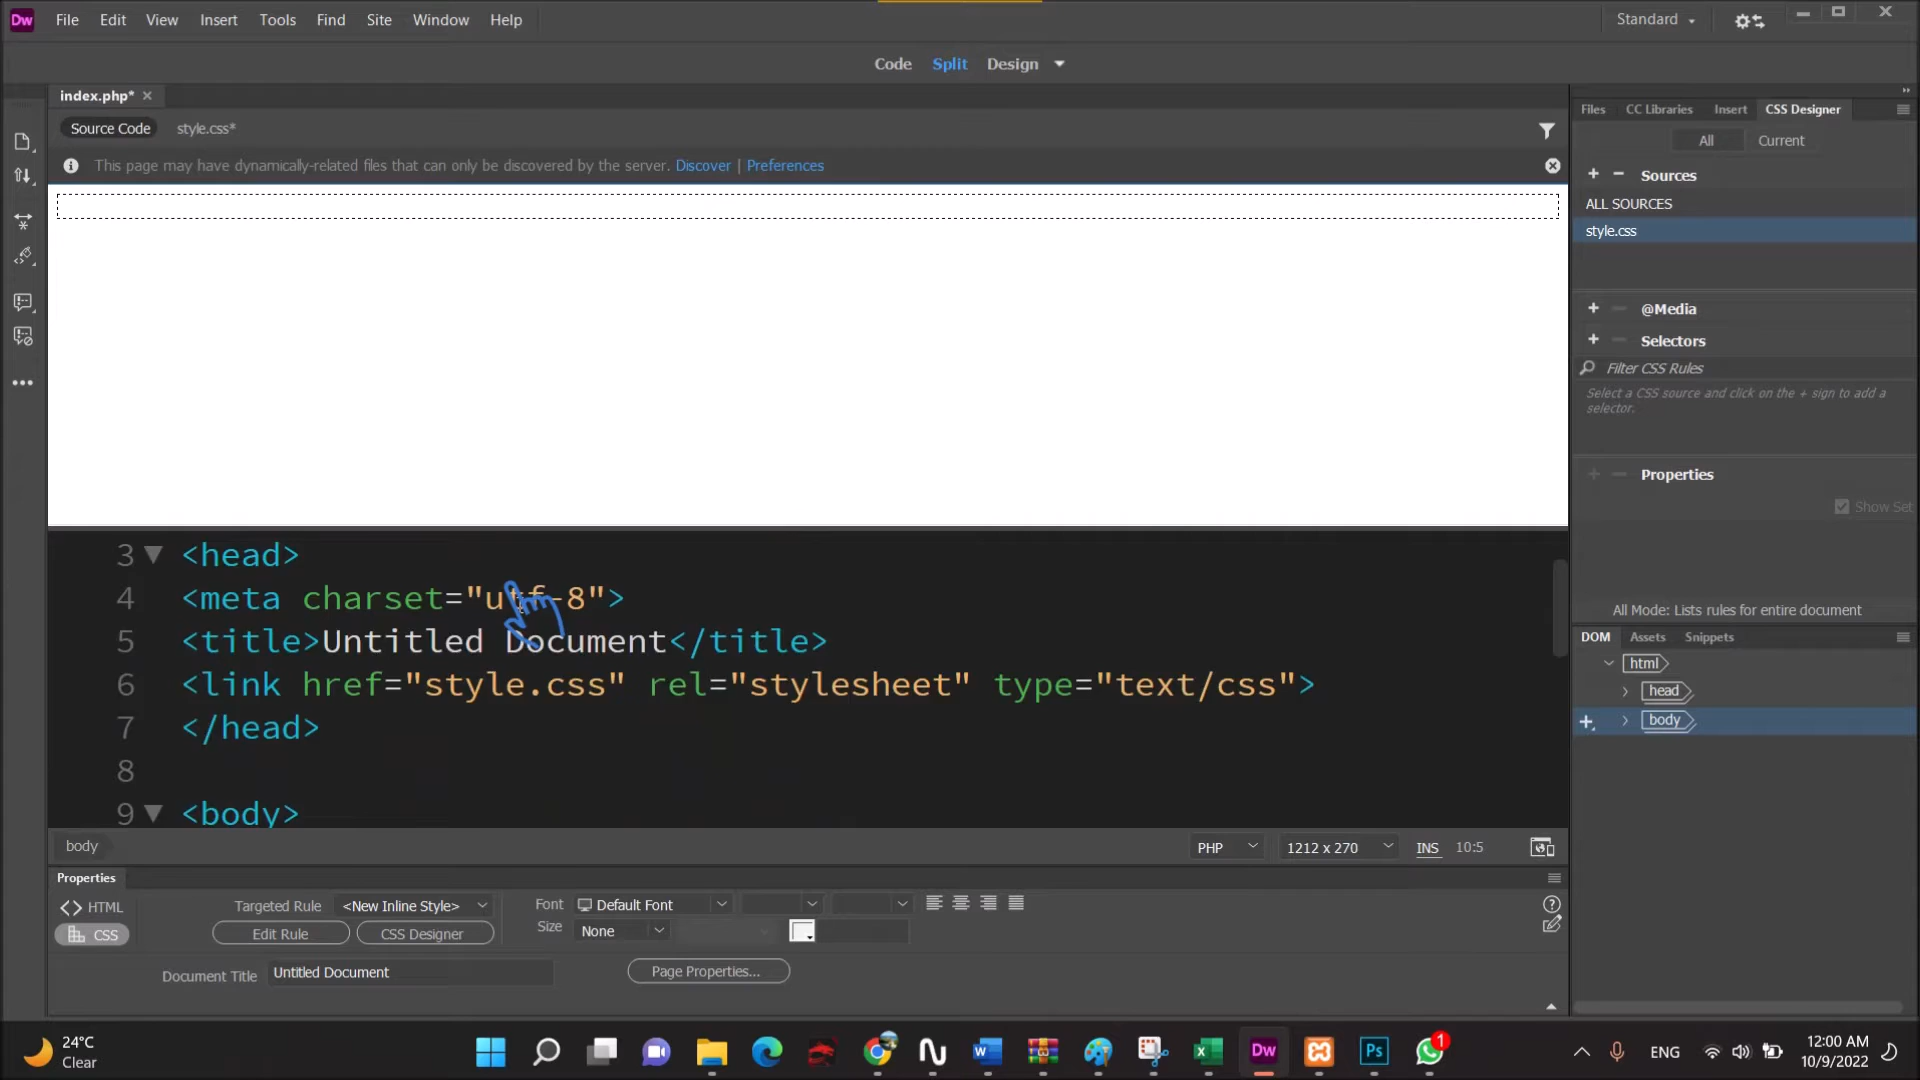 Dw File Edit View Insert Tools Find Site Window Help Standard
Code Split Design
index.php*
Source Code style.css*
This page may have dynamically-related files that can only be discovered by the server. Discover | Preferences
3 <head>
4 <meta charset="utf-8">
5 <title>Untitled Document</title>
6 <link href="style.css" rel="stylesheet" type="text/css">
7 </head>
8
9 <body>
body PHP 1212 x 270 INS 10:5
Properties
HTML Targeted Rule <New Inline Style> Font Default Font
CSS Edit Rule CSS Designer Size None
Document Title Untitled Document Page Properties...
Files CC Libraries Insert CSS Designer
All Current
+ - Sources
ALL SOURCES
style.css
+ - @Media
+ - Selectors
Filter CSS Rules
Select a CSS source and click on the + sign to add a
selector.
+ - Properties
Show Set
All Mode: Lists rules for entire document
DOM Assets Snippets
html
head
body
24°C
Clear
W X Dw Ps 1
ENG
12:00 AM
10/9/2022